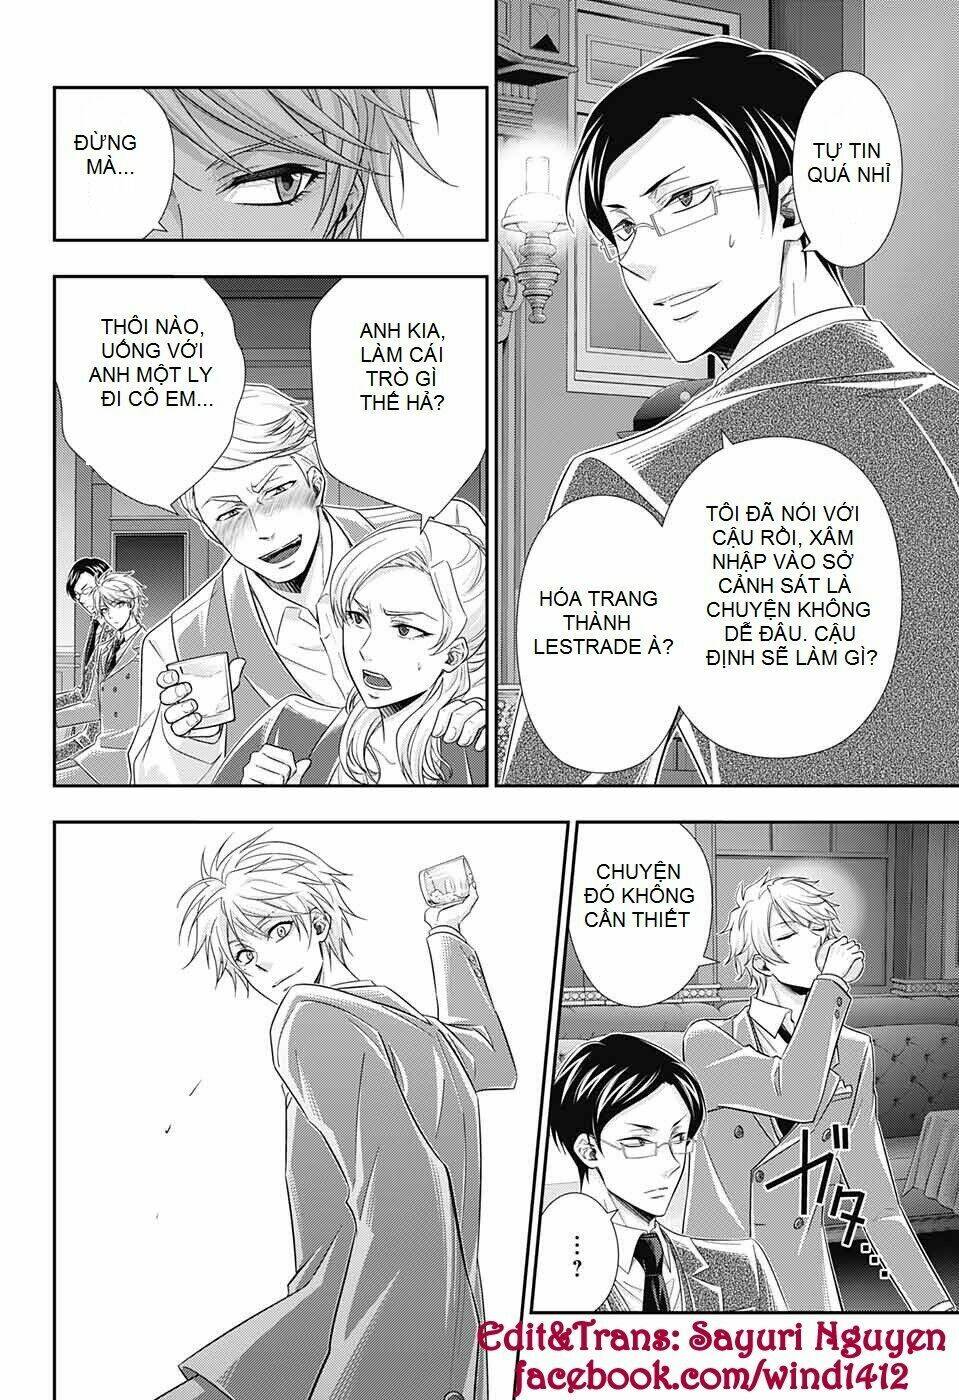 TỰ TIN
QUÁ NHỈ
TÔI ĐÃ NÓI VỚI
CẬU RỒI, XÂM
NHẬP VÀO SỞ
CẢNH SÁT LÀ
CHUYỆN KHÔNG
DỄ ĐÂU. CẬU
ĐỊNH SẼ LÀM GÌ?
HÓA TRANG
THÀNH
LESTRADE À?
ĐỪNG
MÀ...
ANH KIA,
LÀM CÁI
TRÒ GÌ
THẾ HẢ?
THÔI NÀO,
UỐNG VỚI
ANH MỘT LY
ĐI CÔ EM...
CHUYỆN
ĐÓ KHÔNG
CẦN THIẾT
ガタ...
...?
Edit&Trans: Sayuri Nguyen
facebook.com/wind1412